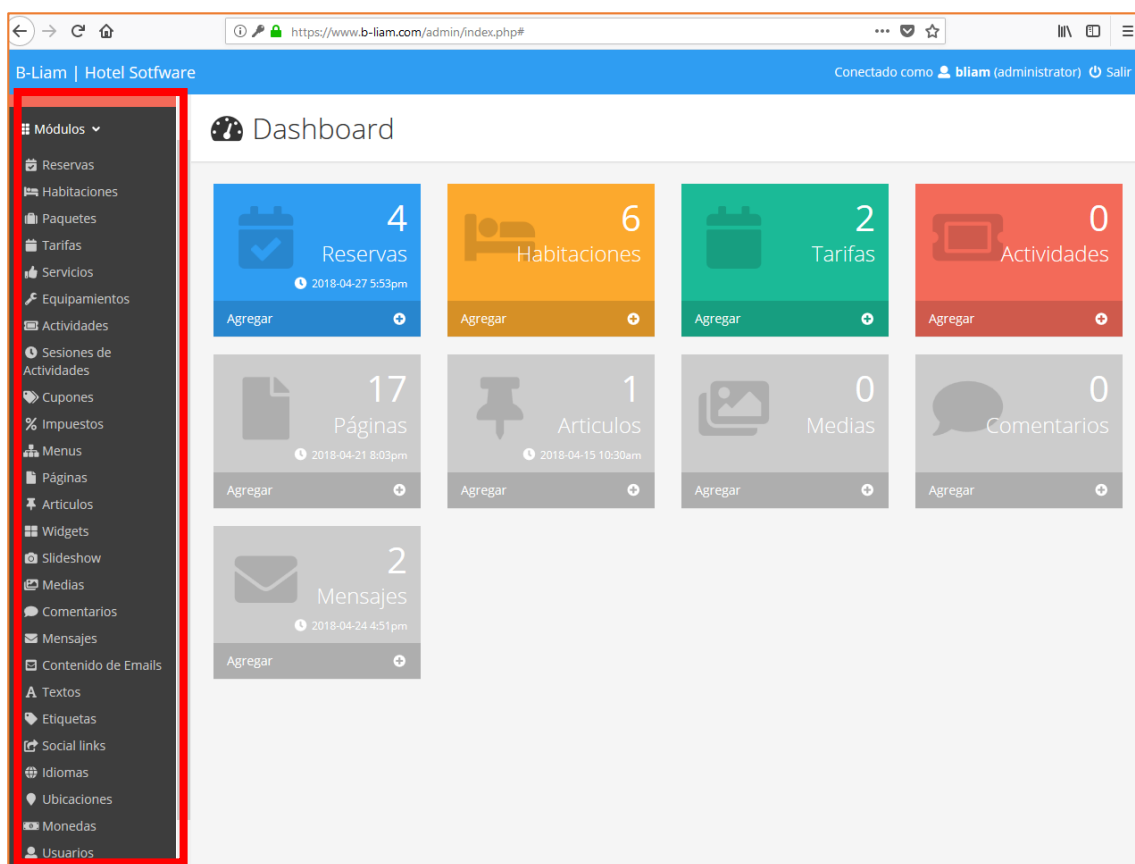 https://www.b-liam.com/admin/index.php#
B-Liam | Hotel Sotfware
Conectado como bliam (administrator) Salir
Módulos
Reservas
Habitaciones
Paquetes
Tarifas
Servicios
Equipamientos
Actividades
Sesiones de
Actividades
Cupones
Impuestos
Menus
Páginas
Articulos
Widgets
Slideshow
Medias
Comentarios
Mensajes
Contenido de Emails
Textos
Etiquetas
Social links
Idiomas
Ubicaciones
Monedas
Usuarios
Dashboard
4
Reservas
2018-04-27 5:53pm
Agregar
6
Habitaciones
Agregar
2
Tarifas
Agregar
0
Actividades
Agregar
17
Páginas
2018-04-21 8:03pm
Agregar
1
Articulos
2018-04-15 10:30am
Agregar
0
Medias
Agregar
0
Comentarios
Agregar
2
Mensajes
2018-04-24 4:51pm
Agregar